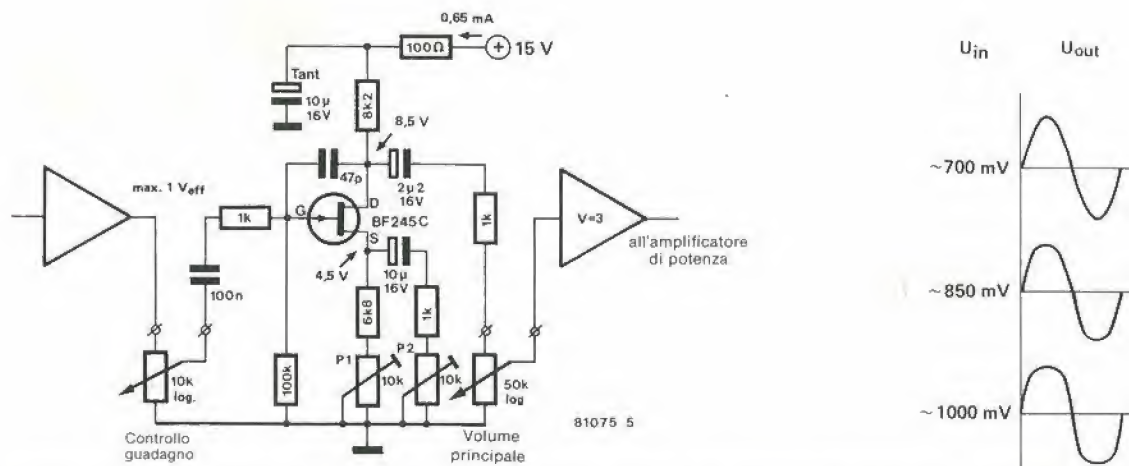 0,65 mA
100Ω
+ 15 V
Tant
10µ
16V
8k2
8,5 V
47p
2µ2
16V
max. 1 Veff
1k
G
D
BF245C
S
1k
V=3
all'amplificatore
di potenza
4,5 V
10µ
16V
100n
6k8
1k
P1
P2
10k
log.
100k
10k
10k
50k
log
81075 5
Controllo
guadagno
Volume
principale
Uin
Uout
~700 mV
~850 mV
~1000 mV